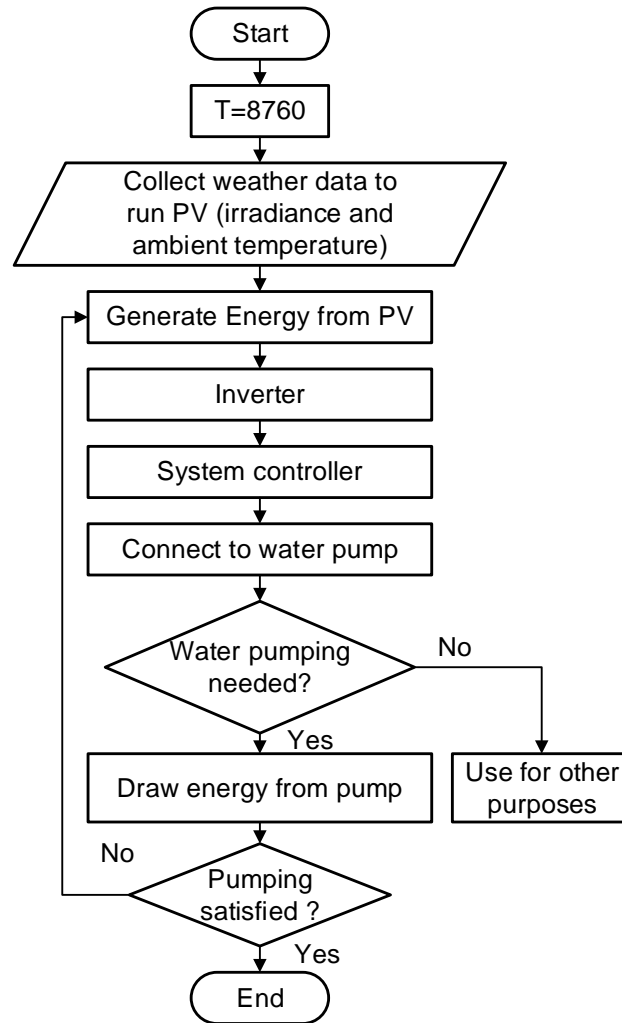 Start
T=8760
Collect weather data to
run PV (irradiance and
ambient temperature)
Generate Energy from PV
Inverter
System controller
Connect to water pump
Water pumping
needed?
No
Yes
Draw energy from pump
Use for other
purposes
No
Pumping
satisfied ?
Yes
End